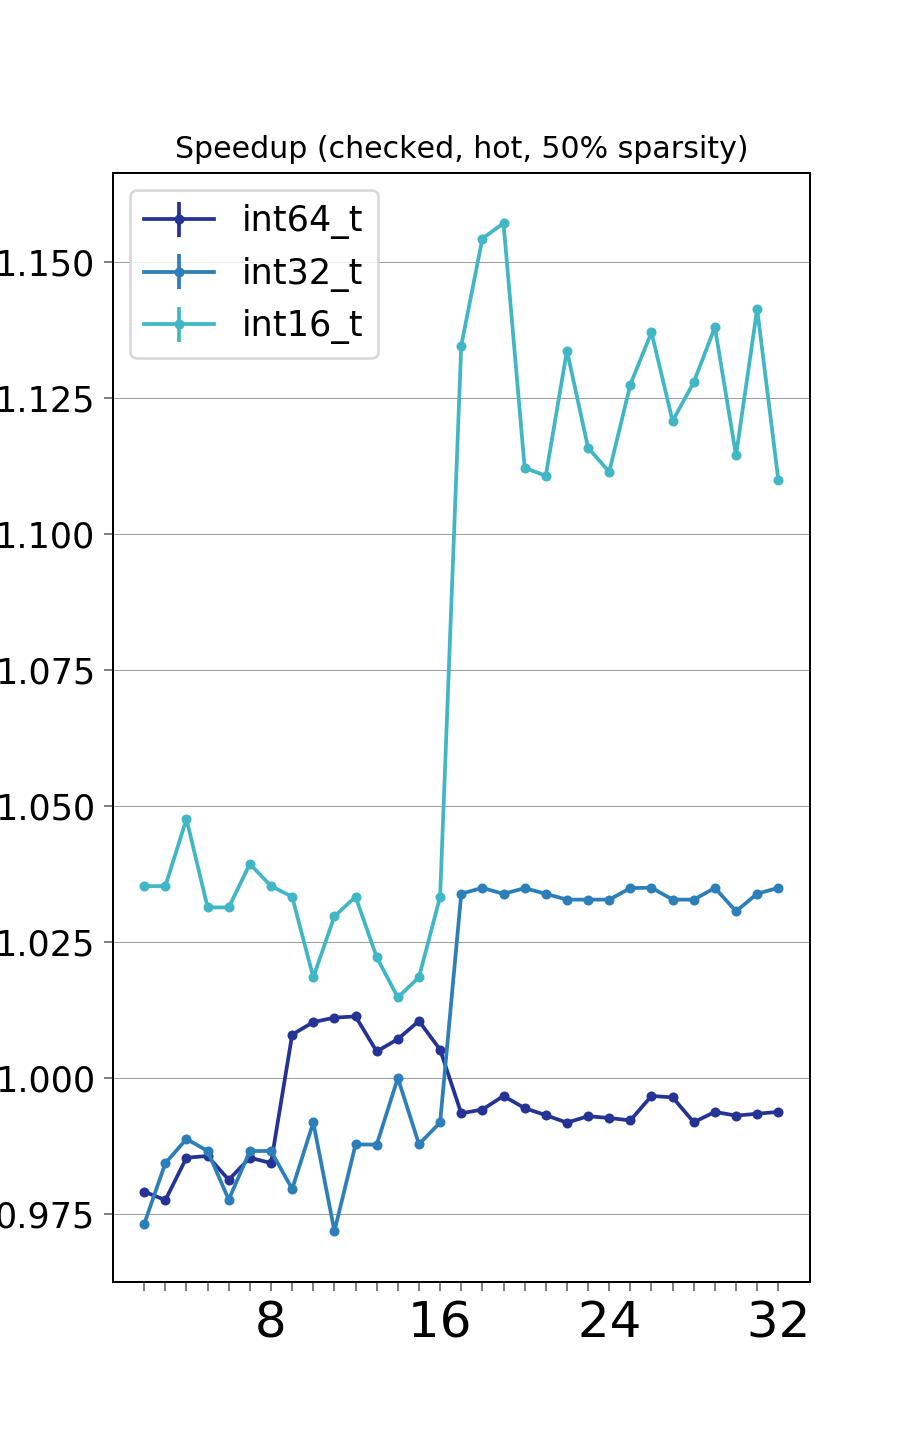 Speedup (checked, hot, 50% sparsity)
int64_t
int32_t
int16_t
1.150
1.125
1.100
1.075
1.050
1.025
1.000
0.975
8 16 24 32